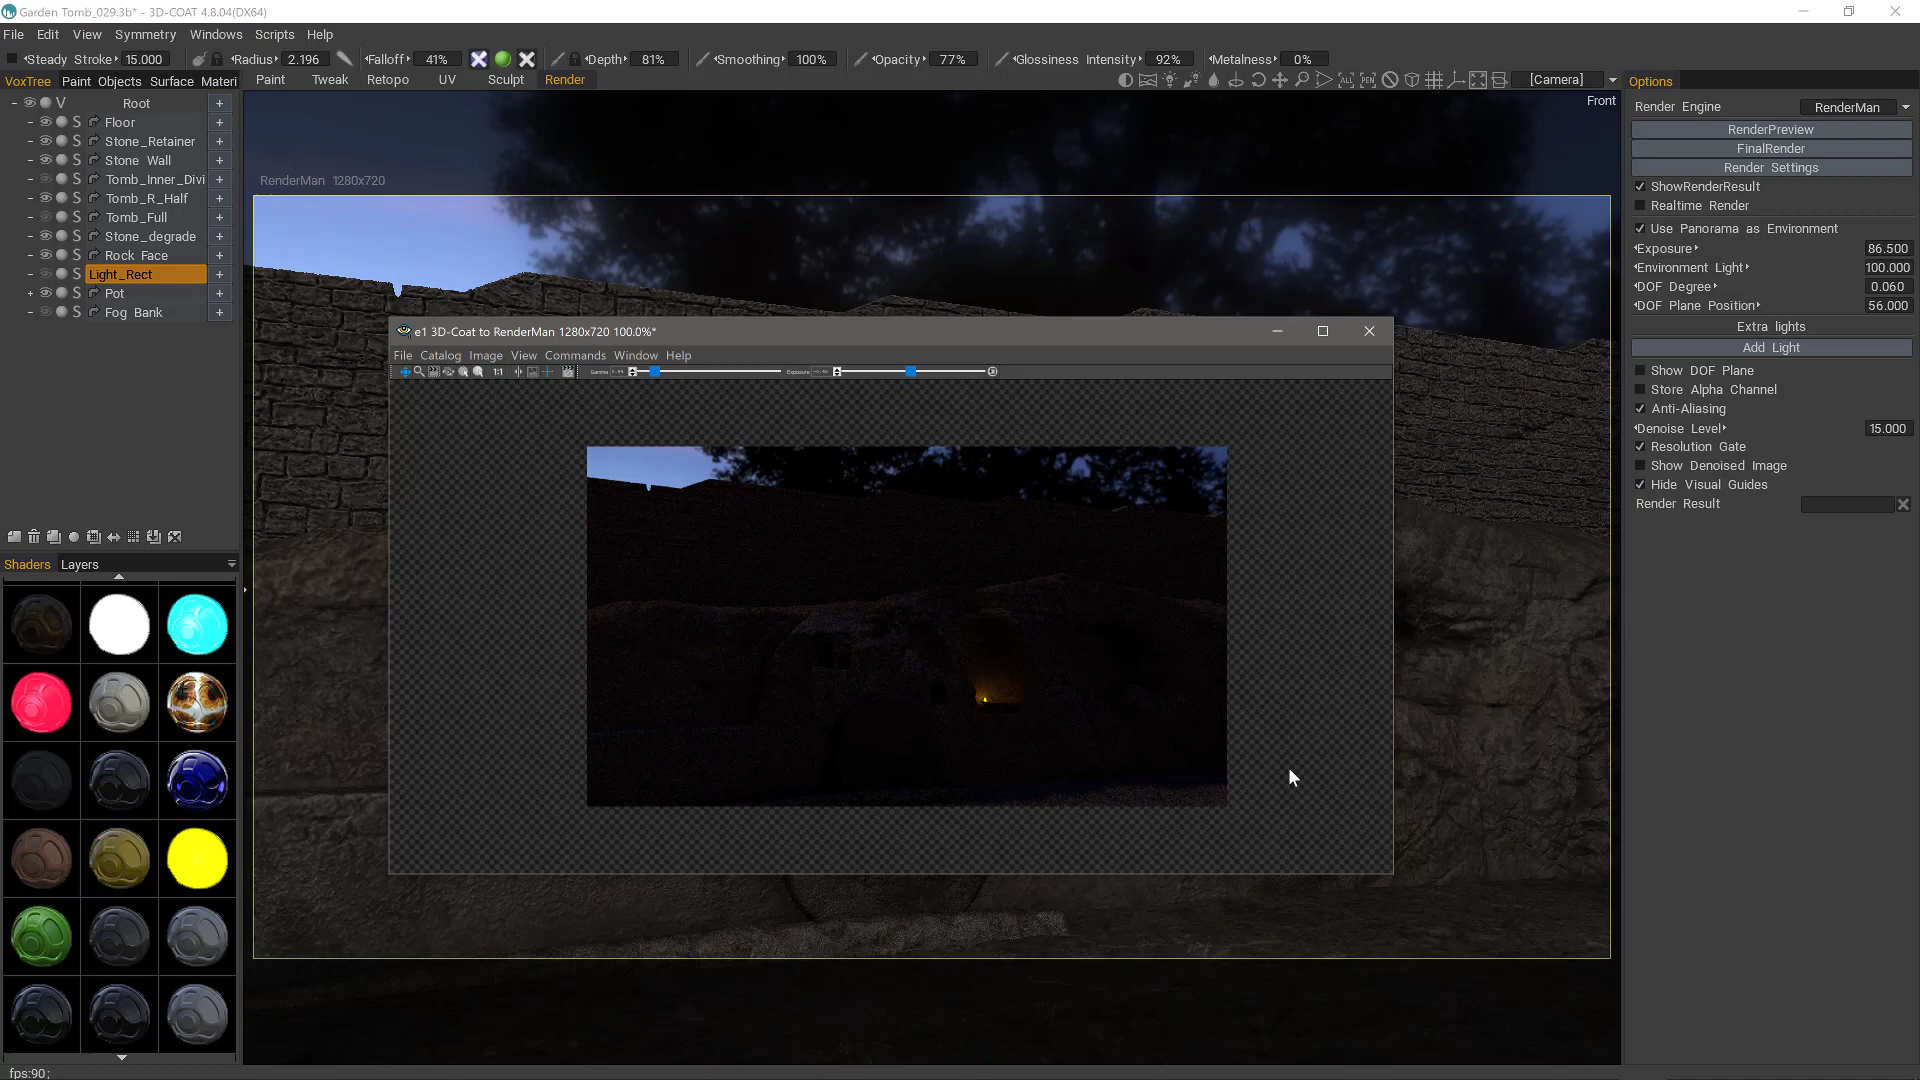 Garden Tomb_029.3b* - 3D-COAT 4.8.04(DX64)
File Edit View Symmetry Windows Scripts Help
Steady Stroke 15.000 Radius 2.196 Falloff 41% Depth 81% Smoothing 100% Opacity 77% Glossiness Intensity 92% Metalness 0%
VoxTree Paint Objects Surface Materi
Paint Tweak Retopo UV Sculpt Render
[Camera]
Options
Root
Floor
Stone_Retainer
Stone Wall
Tomb_Inner_Divi
Tomb_R_Half
Tomb_Full
Stone_degrade
Rock Face
Light_Rect
Pot
Fog Bank
Shaders Layers
fps:90;
Front
RenderMan 1280x720
e1 3D-Coat to RenderMan 1280x720 100.0%*
File Catalog Image View Commands Window Help
1:1 Gamma Exposure
Render Engine RenderMan
RenderPreview
FinalRender
Render Settings
ShowRenderResult
Realtime Render
Use Panorama as Environment
Exposure 86.500
Environment Light 100.000
DOF Degree 0.060
DOF Plane Position 56.000
Extra lights
Add Light
Show DOF Plane
Store Alpha Channel
Anti-Aliasing
Denoise Level 15.000
Resolution Gate
Show Denoised Image
Hide Visual Guides
Render Result